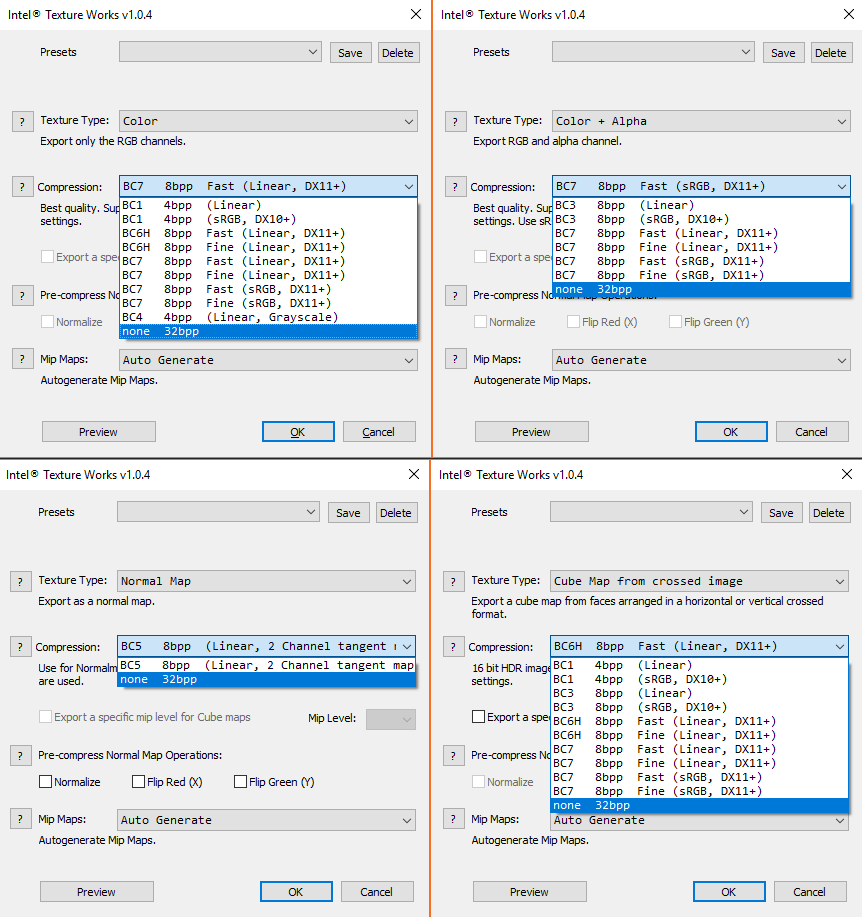 Intel® Texture Works v1.0.4
Presets
Save
Delete
?
Texture Type:
Color
Export only the RGB channels.
?
Compression:
BC7 8bpp Fast (Linear, DX11+)
Best quality. Sup
settings.
BC1 4bpp (Linear)
BC1 4bpp (sRGB, DX10+)
BC6H 8bpp Fast (Linear, DX11+)
BC6H 8bpp Fine (Linear, DX11+)
BC7 8bpp Fast (Linear, DX11+)
BC7 8bpp Fine (Linear, DX11+)
BC7 8bpp Fast (sRGB, DX11+)
BC7 8bpp Fine (sRGB, DX11+)
BC4 4bpp (Linear, Grayscale)
none 32bpp
Export a spe
?
Pre-compress No
Normalize
?
Mip Maps:
Auto Generate
Autogenerate Mip Maps.
Preview
OK
Cancel
Intel® Texture Works v1.0.4
Presets
Save
Delete
?
Texture Type:
Color + Alpha
Export RGB and alpha channel.
?
Compression:
BC7 8bpp Fast (sRGB, DX11+)
Best quality. Sup
settings. Use sR
BC3 8bpp (Linear)
BC3 8bpp (sRGB, DX10+)
BC7 8bpp Fast (Linear, DX11+)
BC7 8bpp Fine (Linear, DX11+)
BC7 8bpp Fast (sRGB, DX11+)
BC7 8bpp Fine (sRGB, DX11+)
none 32bpp
Export a spe
?
Pre-compress Normal Map Operations:
Normalize
Flip Red (X)
Flip Green (Y)
?
Mip Maps:
Auto Generate
Autogenerate Mip Maps.
Preview
OK
Cancel
Intel® Texture Works v1.0.4
Presets
Save
Delete
?
Texture Type:
Normal Map
Export as a normal map.
?
Compression:
BC5 8bpp (Linear, 2 Channel tangent
Use for Normalm
are used.
BC5 8bpp (Linear, 2 Channel tangent map
none 32bpp
Export a specific mip level for Cube maps
Mip Level:
?
Pre-compress Normal Map Operations:
Normalize
Flip Red (X)
Flip Green (Y)
?
Mip Maps:
Auto Generate
Autogenerate Mip Maps.
Preview
OK
Cancel
Intel® Texture Works v1.0.4
Presets
Save
Delete
?
Texture Type:
Cube Map from crossed image
Export a cube map from faces arranged in a horizontal or vertical crossed
format.
?
Compression:
BC6H 8bpp Fast (Linear, DX11+)
16 bit HDR image
settings.
BC1 4bpp (Linear)
BC1 4bpp (sRGB, DX10+)
BC3 8bpp (Linear)
BC3 8bpp (sRGB, DX10+)
BC6H 8bpp Fast (Linear, DX11+)
BC6H 8bpp Fine (Linear, DX11+)
BC7 8bpp Fast (Linear, DX11+)
BC7 8bpp Fine (Linear, DX11+)
BC7 8bpp Fast (sRGB, DX11+)
BC7 8bpp Fine (sRGB, DX11+)
none 32bpp
Export a spe
?
Pre-compress No
Normalize
?
Mip Maps:
Auto Generate
Autogenerate Mip Maps.
Preview
OK
Cancel